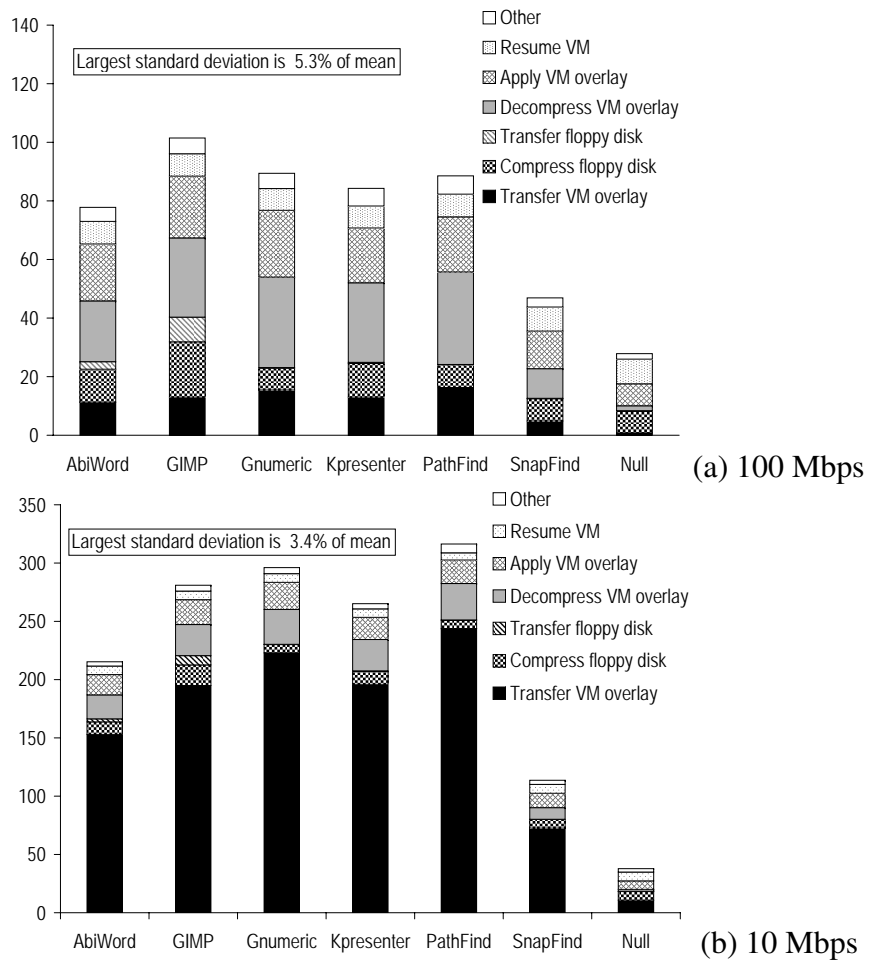 140
120
100
80
60
40
20
0
Largest standard deviation is 5.3% of mean
Other
Resume VM
Apply VM overlay
Decompress VM overlay
Transfer floppy disk
Compress floppy disk
Transfer VM overlay
AbiWord GIMP Gnumeric Kpresenter PathFind SnapFind Null
(a) 100 Mbps
350
300
250
200
150
100
50
0
Largest standard deviation is 3.4% of mean
Other
Resume VM
Apply VM overlay
Decompress VM overlay
Transfer floppy disk
Compress floppy disk
Transfer VM overlay
AbiWord GIMP Gnumeric Kpresenter PathFind SnapFind Null
(b) 10 Mbps